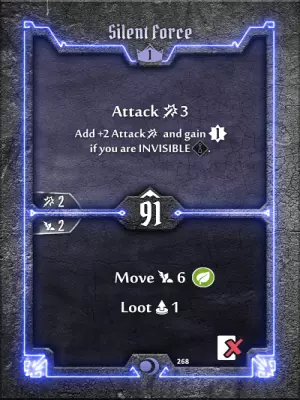 Silent Force
1
Attack 3
Add +2 Attack and gain 1
if you are INVISIBLE.
2
91
2
Move 6
Loot 1
268